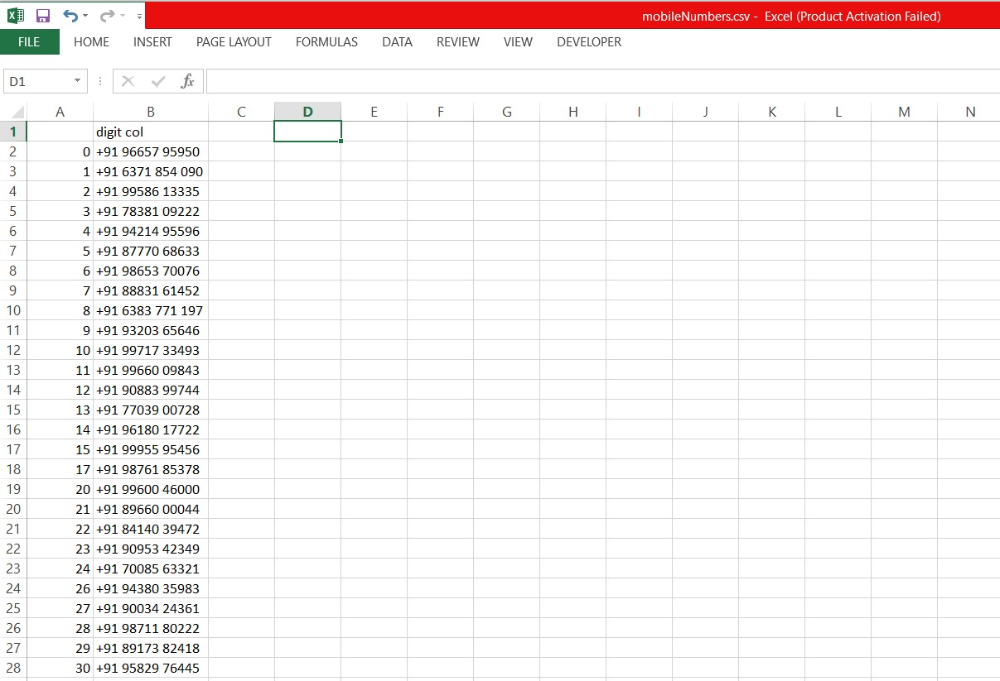 mobileNumbers.csv - Excel (Product Activation Failed)
FILE HOME INSERT PAGE LAYOUT FORMULAS DATA REVIEW VIEW DEVELOPER
D1 fx
A B C D E F G H I J K L M N
1 digit col
2 0 +91 96657 95950
3 1 +91 6371 854 090
4 2 +91 99586 13335
5 3 +91 78381 09222
6 4 +91 94214 95596
7 5 +91 87770 68633
8 6 +91 98653 70076
9 7 +91 88831 61452
10 8 +91 6383 771 197
11 9 +91 93203 65646
12 10 +91 99717 33493
13 11 +91 99660 09843
14 12 +91 90883 99744
15 13 +91 77039 00728
16 14 +91 96180 17722
17 15 +91 99955 95456
18 17 +91 98761 85378
19 20 +91 99600 46000
20 21 +91 89660 00044
21 22 +91 84140 39472
22 23 +91 90953 42349
23 24 +91 70085 63321
24 26 +91 94380 35983
25 27 +91 90034 24361
26 28 +91 98711 80222
27 29 +91 89173 82418
28 30 +91 95829 76445